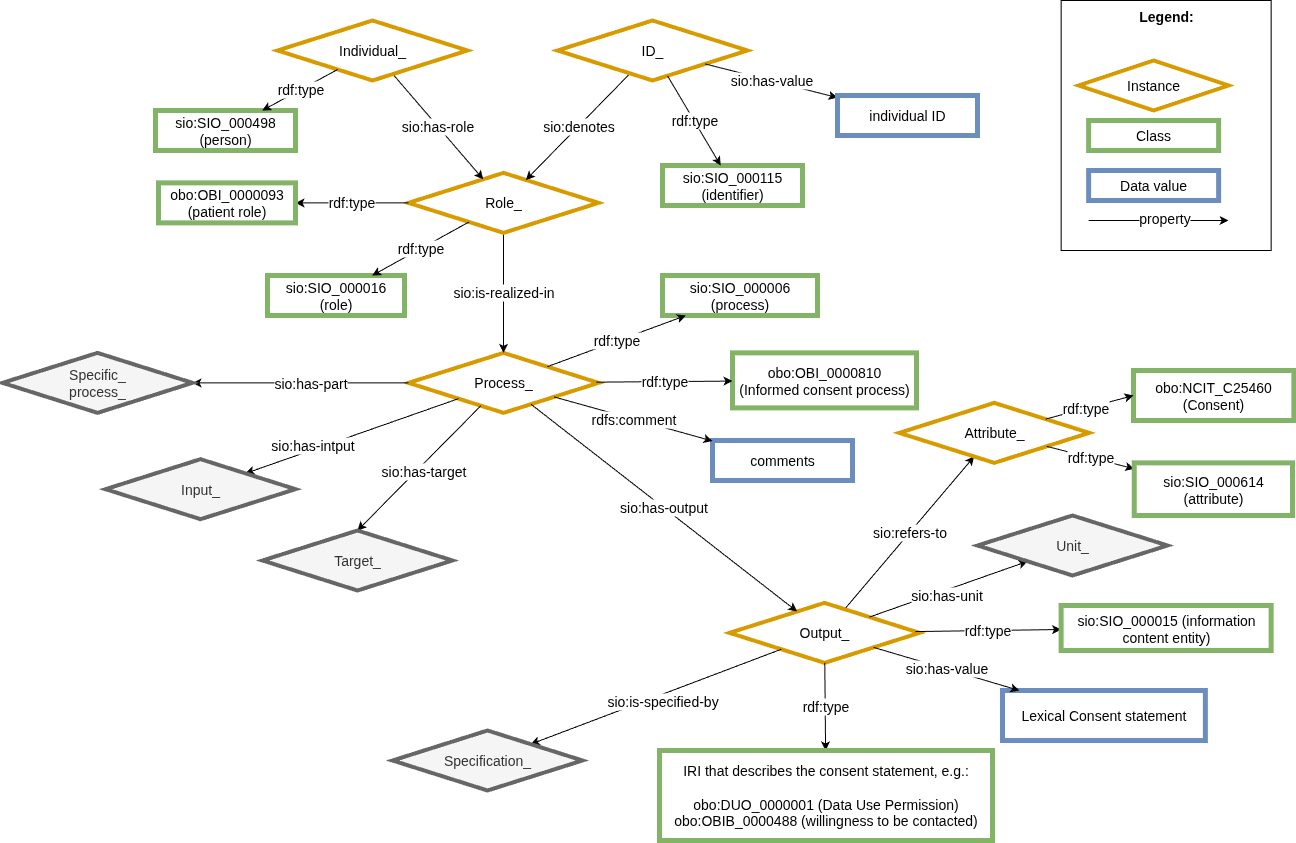 Legend:
Individual_
ID_
rdf:type
sio:has-value
Instance
individual ID
sio:SIO_000498
(person)
sio:has-role
sio:denotes
rdf:type
Class
sio:SIO_000115
(identifier)
Data value
obo:OBI_0000093
(patient role)
rdf:type
Role_
property
rdf:type
sio:SIO_000016
(role)
sio:is-realized-in
sio:SIO_000006
(process)
rdf:type
Specific_
process_
sio:has-part
Process_
rdf:type
obo:OBI_0000810
(Informed consent process)
obo:NCIT_C25460
(Consent)
rdf:type
rdfs:comment
Attribute_
sio:has-intput
comments
rdf:type
sio:has-target
sio:SIO_000614
(attribute)
Input_
sio:has-output
sio:refers-to
Unit_
Target_
sio:has-unit
Output_
rdf:type
sio:SIO_000015 (information
content entity)
sio:has-value
sio:is-specified-by
rdf:type
Lexical Consent statement
Specification_
IRI that describes the consent statement, e.g.:
obo:DUO_0000001 (Data Use Permission)
obo:OBIB_0000488 (willingness to be contacted)